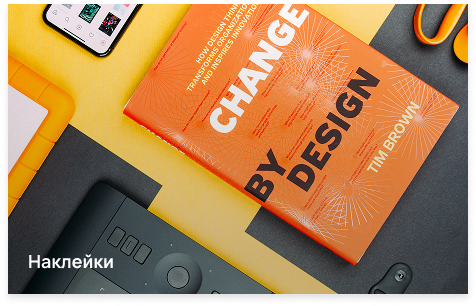 HOW DESIGN THINKING
TRANSFORMS ORGANIZATIONS
AND INSPIRES INNOVATION
CHANGE
BY
DESIGN
TIM BROWN
Наклейки